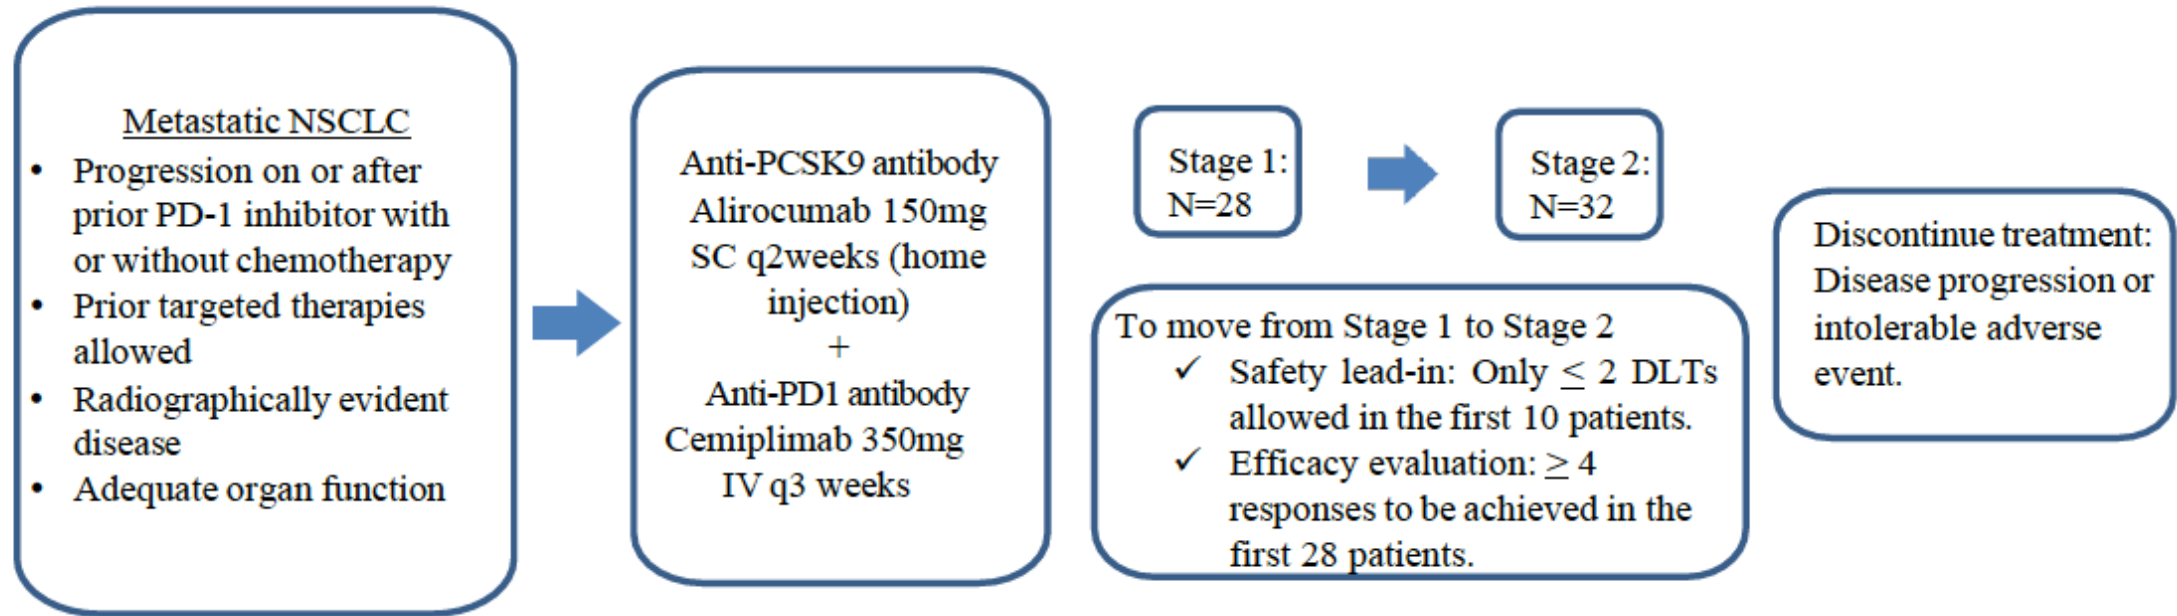 Metastatic NSCLC
• Progression on or after
prior PD-1 inhibitor with
or without chemotherapy
• Prior targeted therapies
allowed
• Radiographically evident
disease
• Adequate organ function
Anti-PCSK9 antibody
Alirocumab 150mg
SC q2weeks (home
injection)
+
Anti-PD1 antibody
Cemiplimab 350mg
IV q3 weeks
Stage 1:
N=28
Stage 2:
N=32
To move from Stage 1 to Stage 2
✓ Safety lead-in: Only ≤ 2 DLTs
allowed in the first 10 patients.
✓ Efficacy evaluation: ≥ 4
responses to be achieved in the
first 28 patients.
Discontinue treatment:
Disease progression or
intolerable adverse
event.